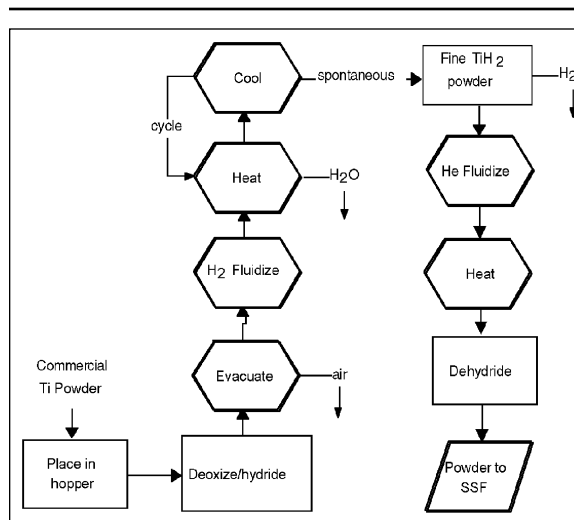 Commercial
Ti Powder
Place in
hopper
Deoxize/hydride
Evacuate
air
H2 Fluidize
Heat
H2O
cycle
Cool
spontaneous
Fine TiH2
powder
H2
He Fluidize
Heat
Dehydride
Powder to
SSF